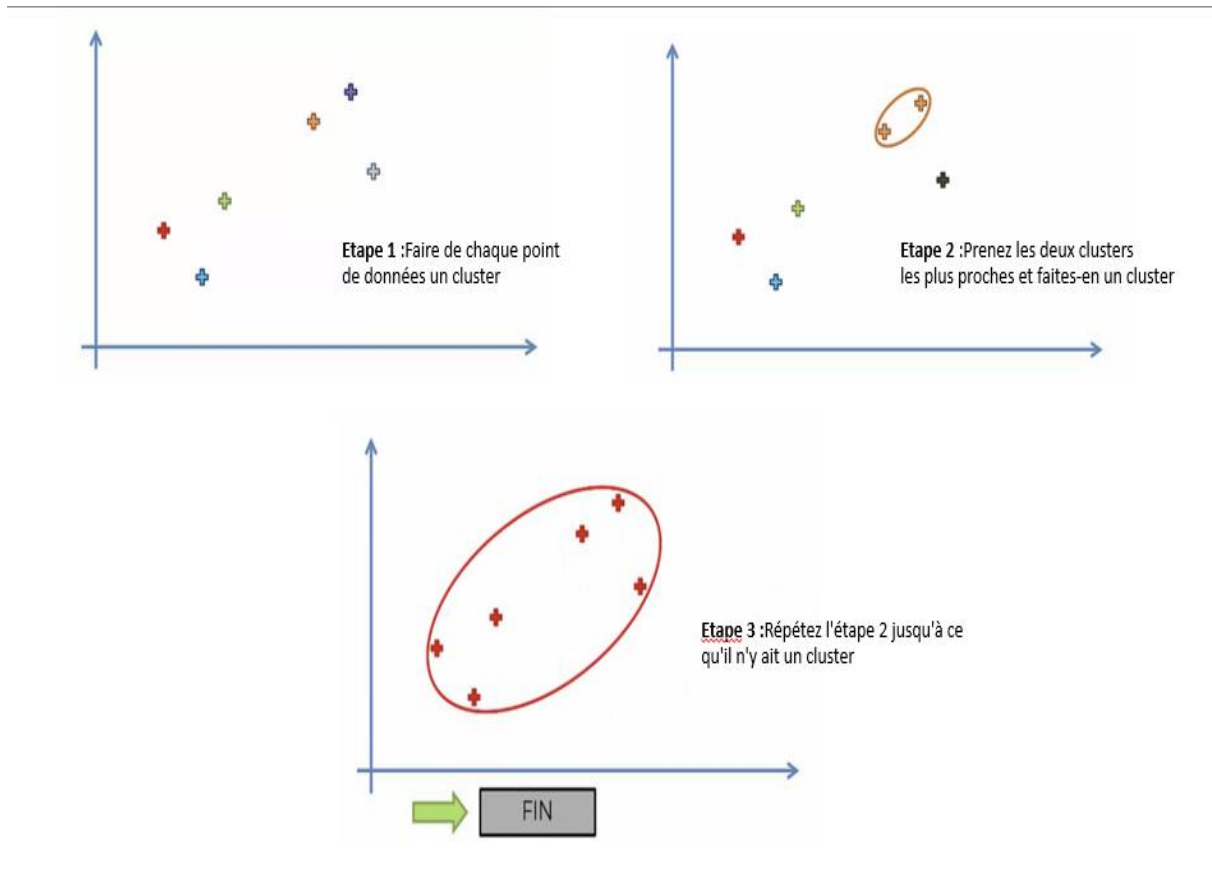 Etape 1 :Faire de chaque point
de données un cluster
Etape 2 :Prenez les deux clusters
les plus proches et faites-en un cluster
Etape 3 :Répétez l'étape 2 jusqu'à ce
qu'il n'y ait un cluster
FIN